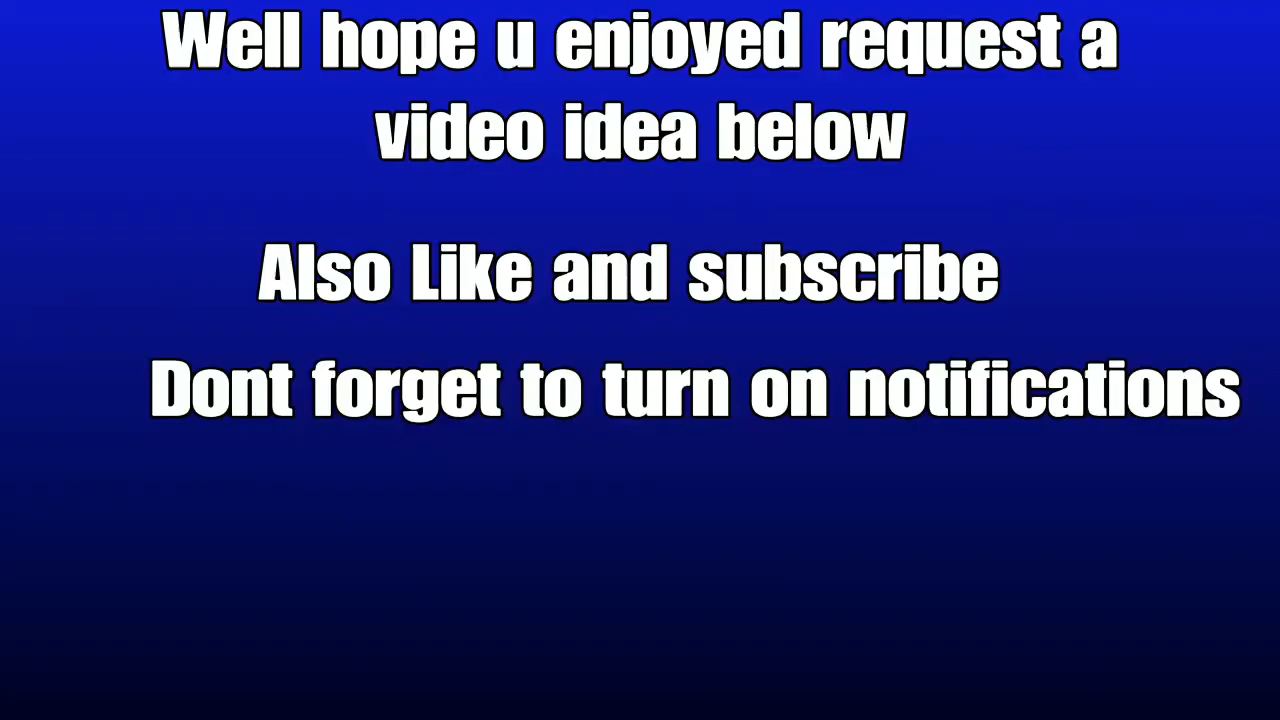 Well hope u enjoyed request a
video idea below
Also Like and subscribe
Dont forget to turn on notifications